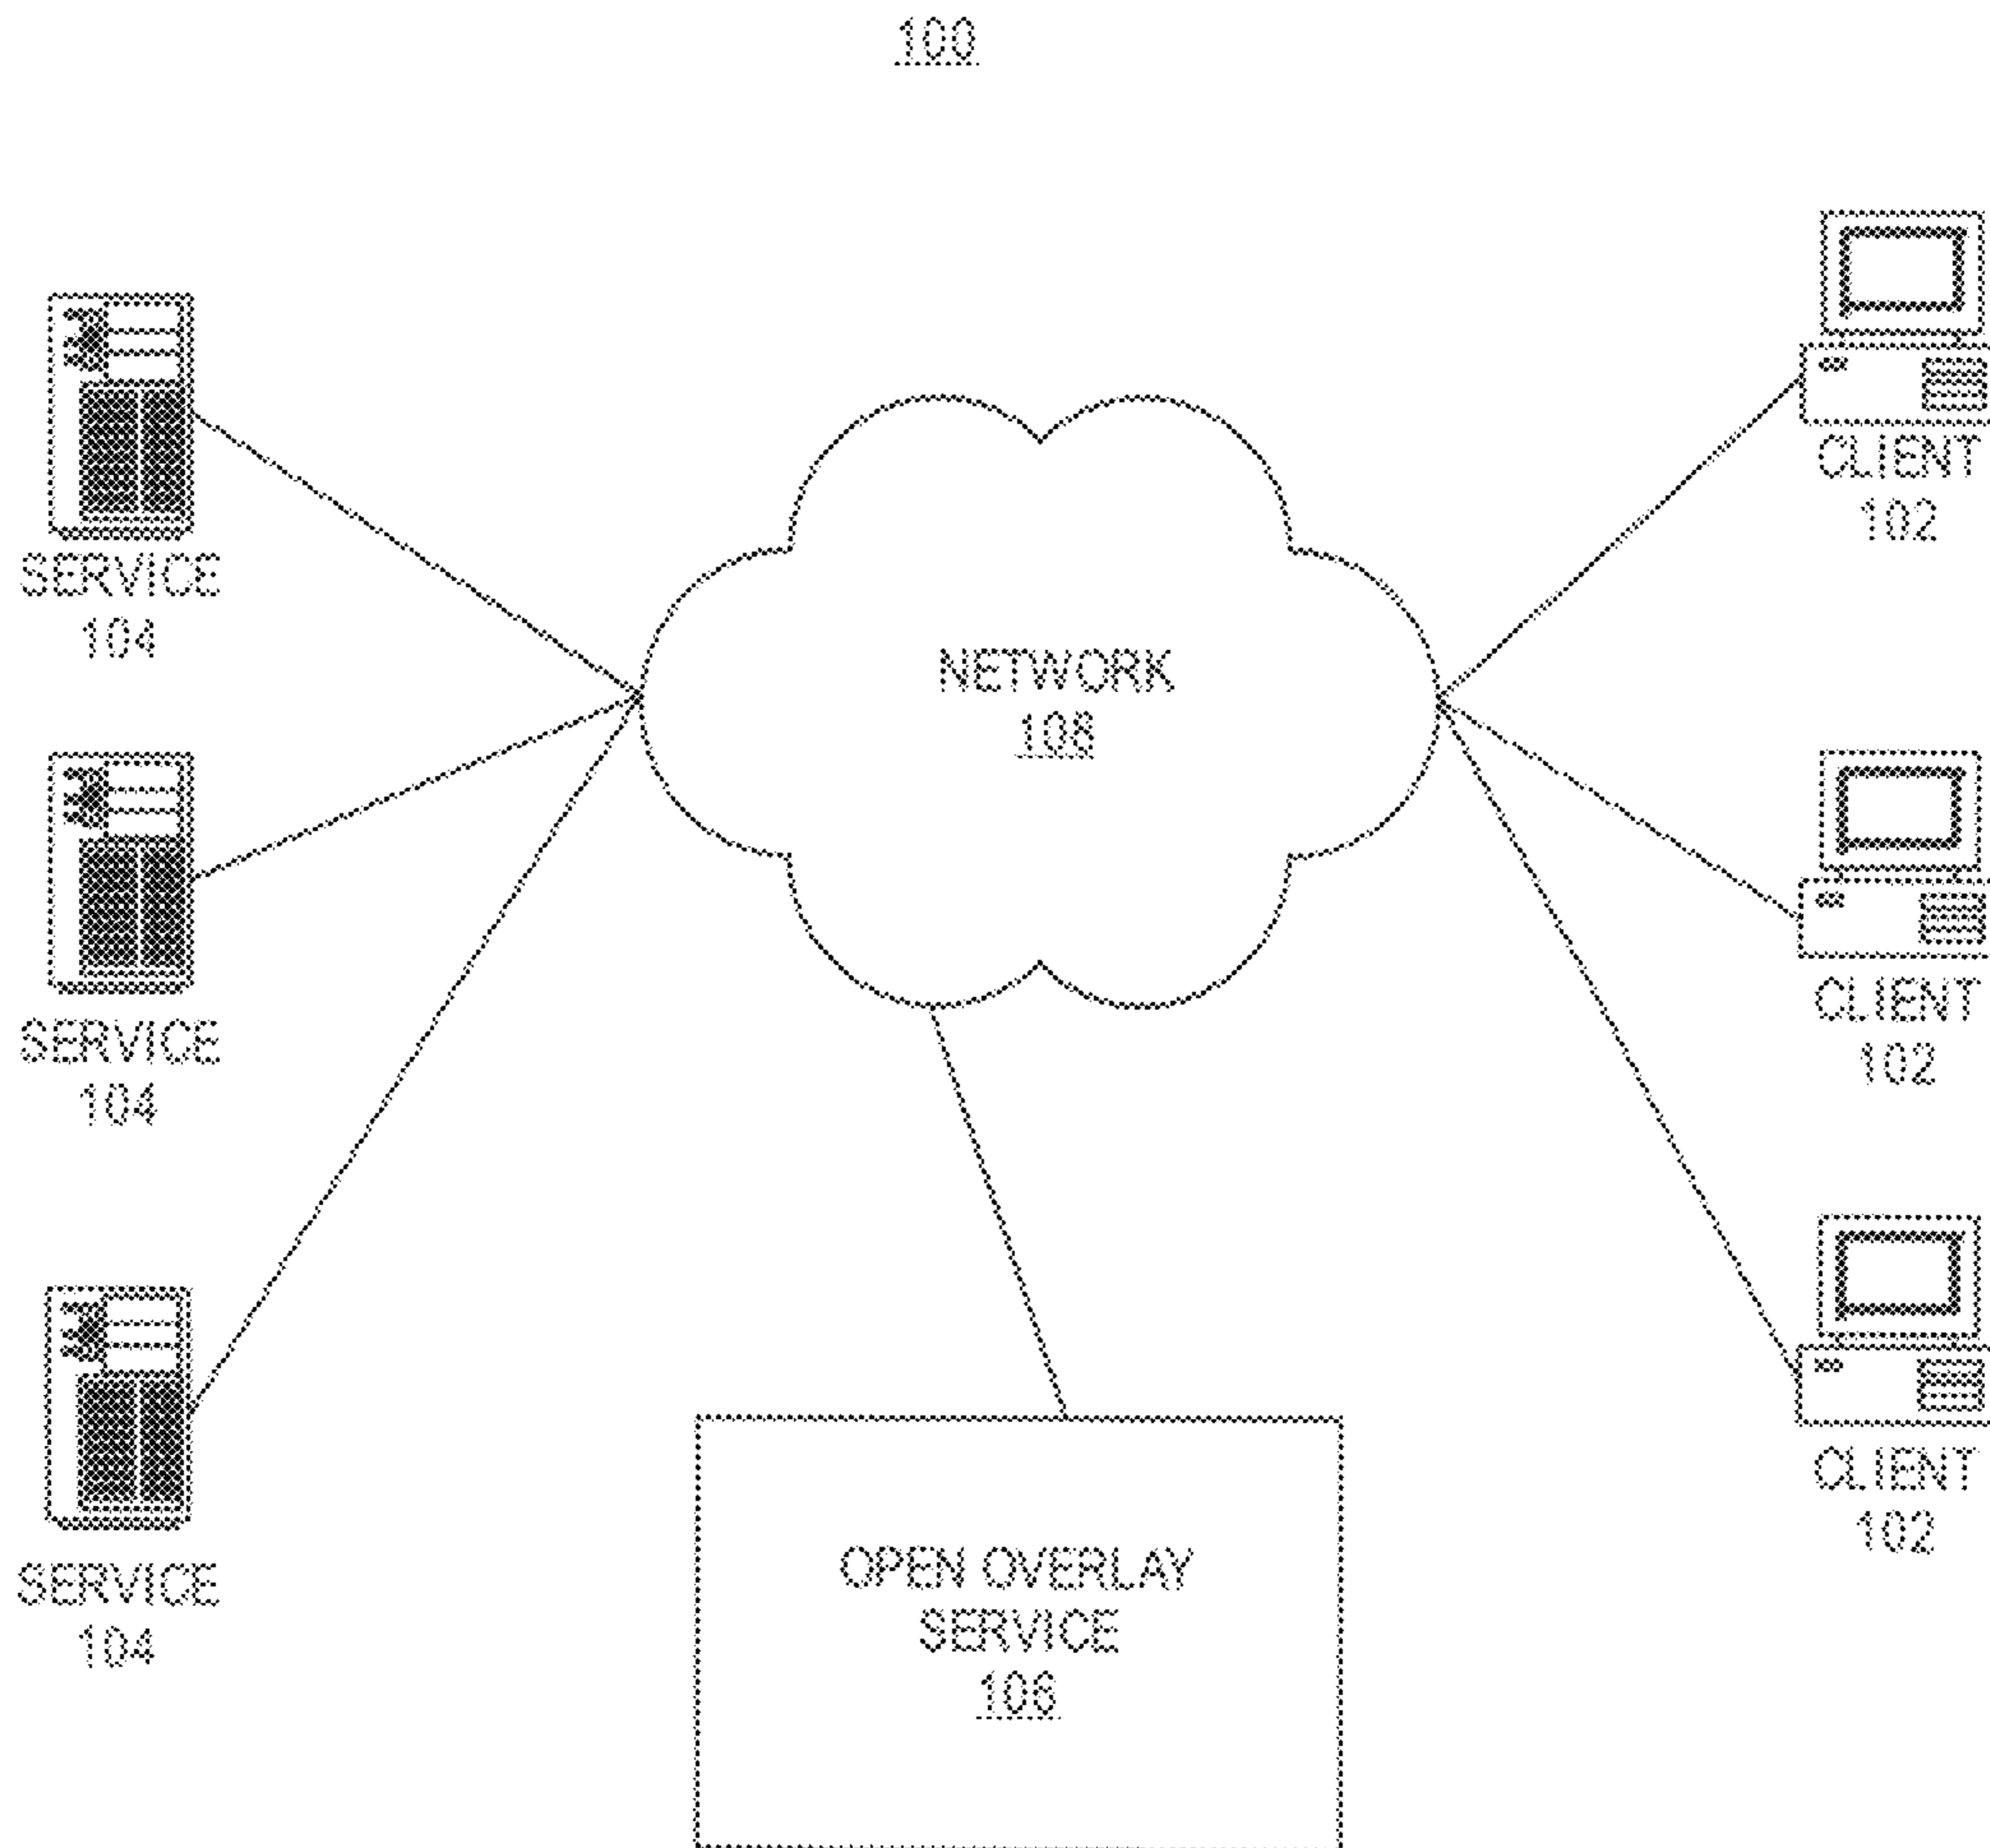 100
SERVICE
104
SERVICE
104
SERVICE
104
NETWORK
108
OPEN OVERLAY
SERVICE
106
CLIENT
102
CLIENT
102
CLIENT
102